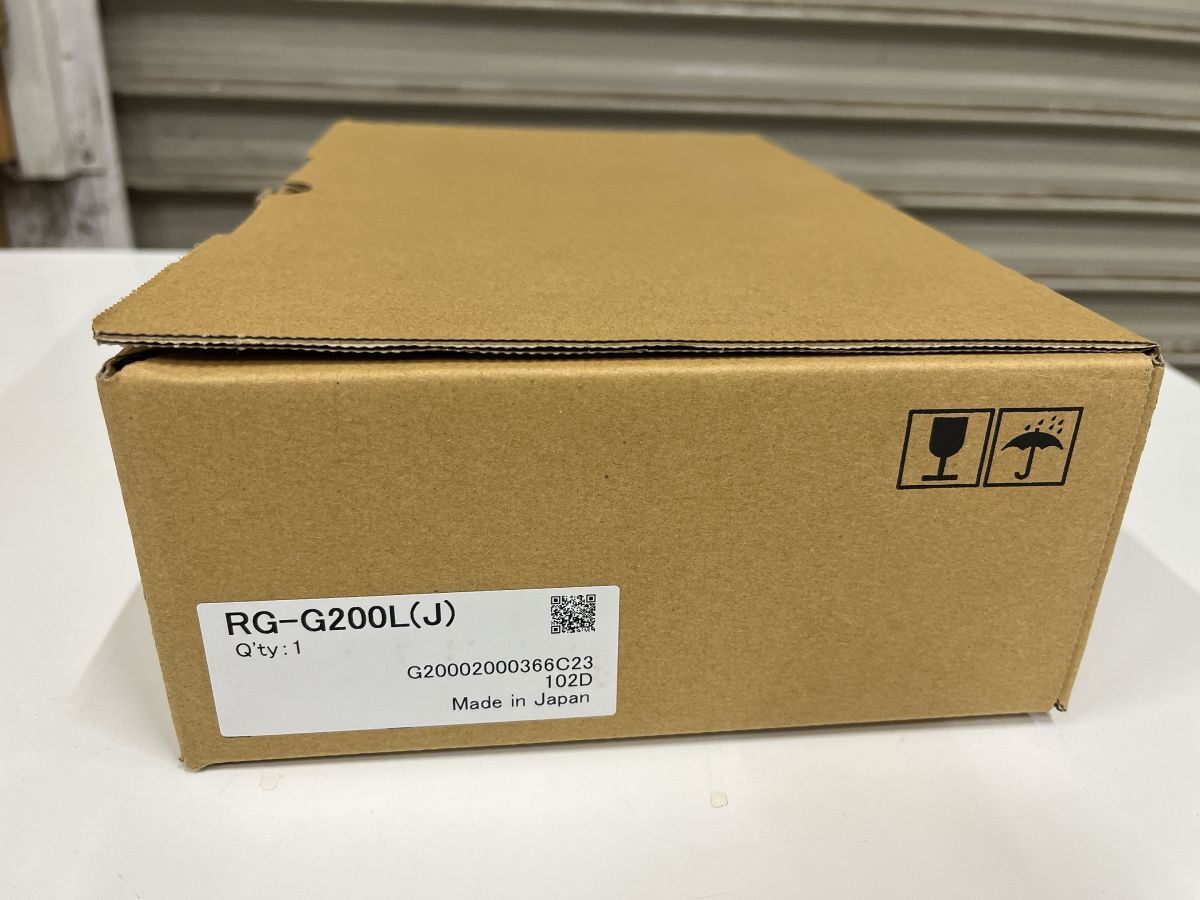 RG-G200L(J)
Q'ty:1
G20002000366C23
102D
Made in Japan